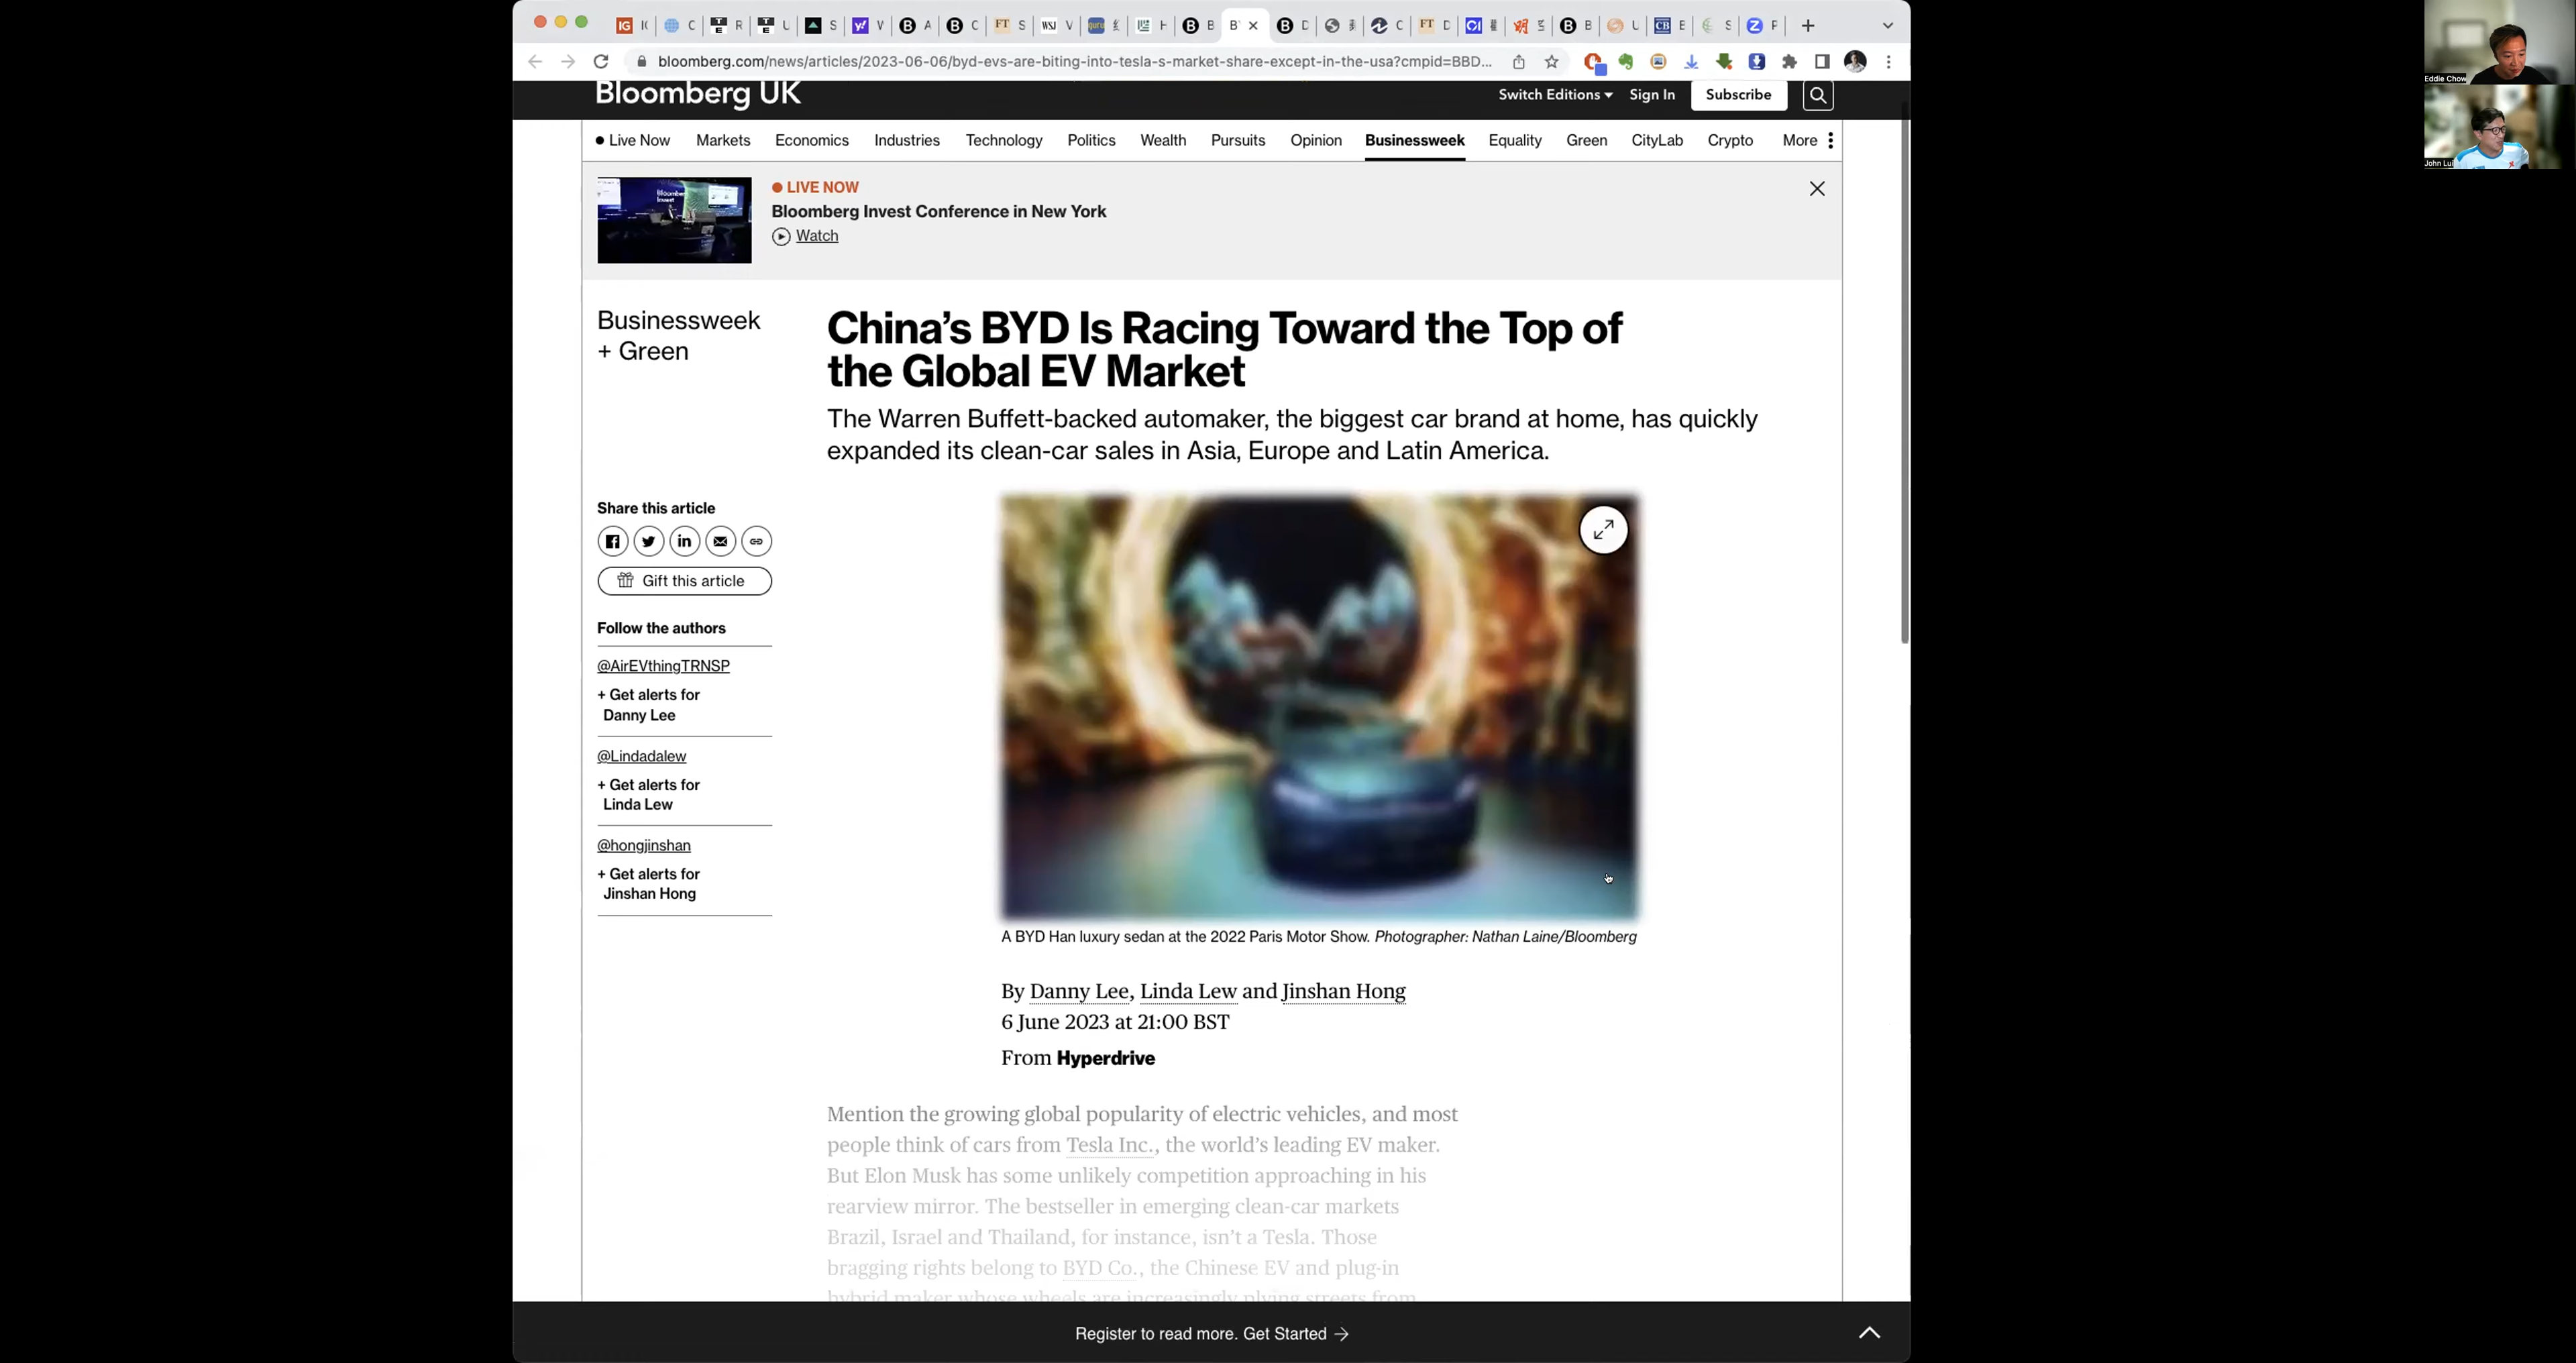 bloomberg.com/news/articles/2023-06-06/byd-evs-are-biting-into-tesla-s-market-share-except-in-the-usa?cmpid=BBD...
Bloomberg UK
Switch Editions
Sign In
Subscribe
Live Now
Markets
Economics
Industries
Technology
Politics
Wealth
Pursuits
Opinion
Businessweek
Equality
Green
CityLab
Crypto
More
LIVE NOW
Bloomberg Invest Conference in New York
Watch
Businessweek
+ Green
China's BYD Is Racing Toward the Top of
the Global EV Market
The Warren Buffett-backed automaker, the biggest car brand at home, has quickly
expanded its clean-car sales in Asia, Europe and Latin America.
Share this article
Gift this article
Follow the authors
@AirEVthingTRNSP
+ Get alerts for
Danny Lee
@Lindadalew
+ Get alerts for
Linda Lew
@hongjinshan
+ Get alerts for
Jinshan Hong
A BYD Han luxury sedan at the 2022 Paris Motor Show. Photographer: Nathan Laine/Bloomberg
By Danny Lee, Linda Lew and Jinshan Hong
6 June 2023 at 21:00 BST
From Hyperdrive
Mention the growing global popularity of electric vehicles, and most
people think of cars from Tesla Inc., the world's leading EV maker.
But Elon Musk has some unlikely competition approaching in his
rearview mirror. The bestseller in emerging clean-car markets
Brazil, Israel and Thailand, for instance, isn't a Tesla. Those
bragging rights belong to BYD Co., the Chinese EV and plug-in
hybrid maker whose wheels are increasingly plying streets from
Register to read more. Get Started →
Eddie Chow
John Lui